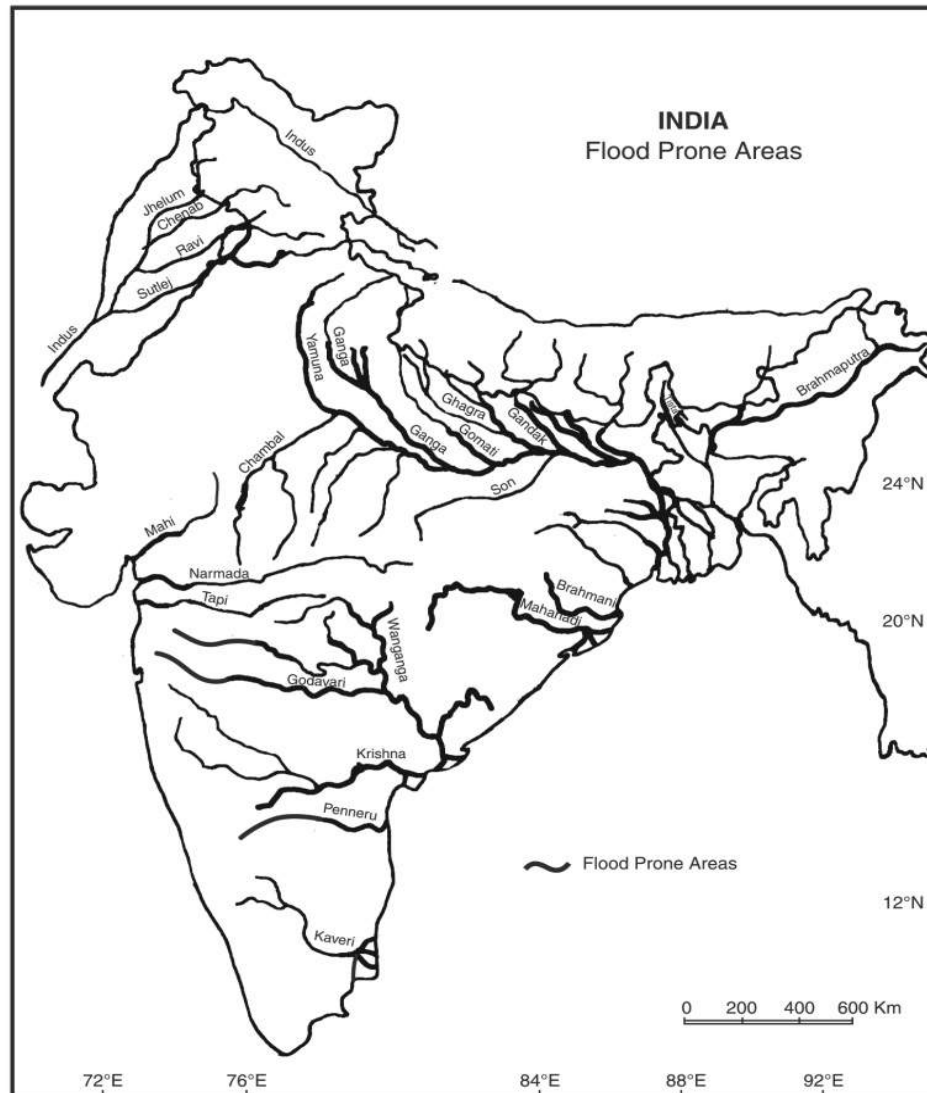 INDIA
Flood Prone Areas
Indus
Jhelum
Chenab
Ravi
Sutlej
Indus
Yamuna
Ganga
Ghagra
Gandak
Gomati
Ganga
Brahmaputra
Chambal
Son
24°N
Mahi
Narmada
Tapi
Brahmani
Mahanadi
20°N
Wanganga
Godavari
Krishna
Penneru
Flood Prone Areas
12°N
Kaveri
0 200 400 600 Km
72°E 76°E 84°E 88°E 92°E